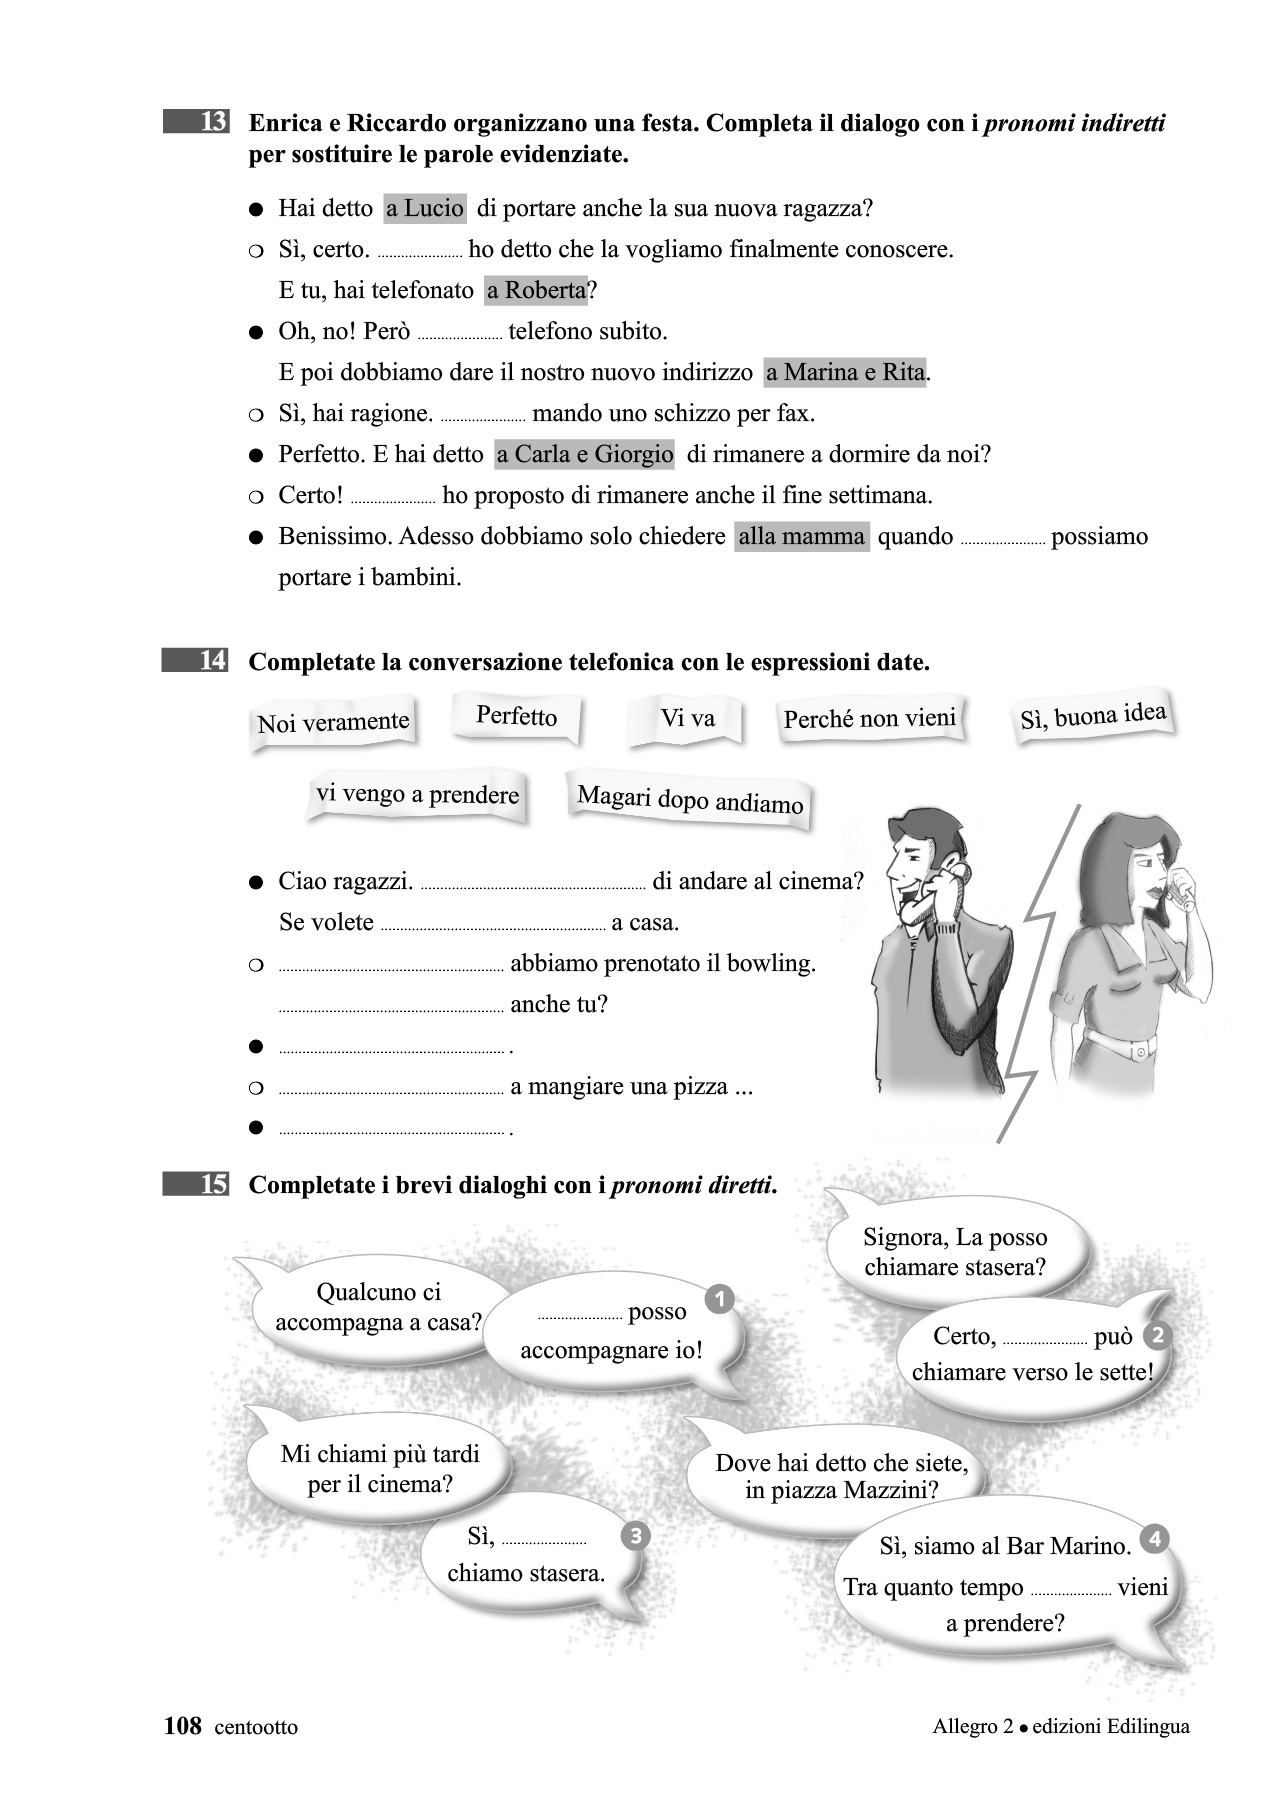 13 Enrica e Riccardo organizzano una festa. Completa il dialogo con i pronomi indiretti
per sostituire le parole evidenziate.
● Hai detto a Lucio di portare anche la sua nuova ragazza?
❍ Sì, certo. ...................... ho detto che la vogliamo finalmente conoscere.
E tu, hai telefonato a Roberta?
● Oh, no! Però ...................... telefono subito.
E poi dobbiamo dare il nostro nuovo indirizzo a Marina e Rita.
❍ Sì, hai ragione. ...................... mando uno schizzo per fax.
● Perfetto. E hai detto a Carla e Giorgio di rimanere a dormire da noi?
❍ Certo! ...................... ho proposto di rimanere anche il fine settimana.
● Benissimo. Adesso dobbiamo solo chiedere alla mamma quando ...................... possiamo
portare i bambini.
14 Completate la conversazione telefonica con le espressioni date.
Noi veramente Perfetto Vi va Perché non vieni Sì, buona idea
vi vengo a prendere Magari dopo andiamo
● Ciao ragazzi. .......................................................... di andare al cinema?
Se volete .......................................................... a casa.
❍ .......................................................... abbiamo prenotato il bowling.
.......................................................... anche tu?
● .......................................................... .
❍ .......................................................... a mangiare una pizza ...
● .......................................................... .
15 Completate i brevi dialoghi con i pronomi diretti.
Qualcuno ci
accompagna a casa?
1
...................... posso
accompagnare io!
Signora, La posso
chiamare stasera?
Certo, ...................... può 2
chiamare verso le sette!
Mi chiami più tardi
per il cinema?
Sì, ...................... 3
chiamo stasera.
Dove hai detto che siete,
in piazza Mazzini?
Sì, siamo al Bar Marino. 4
Tra quanto tempo ..................... vieni
a prendere?
108 centootto
Allegro 2 ● edizioni Edilingua